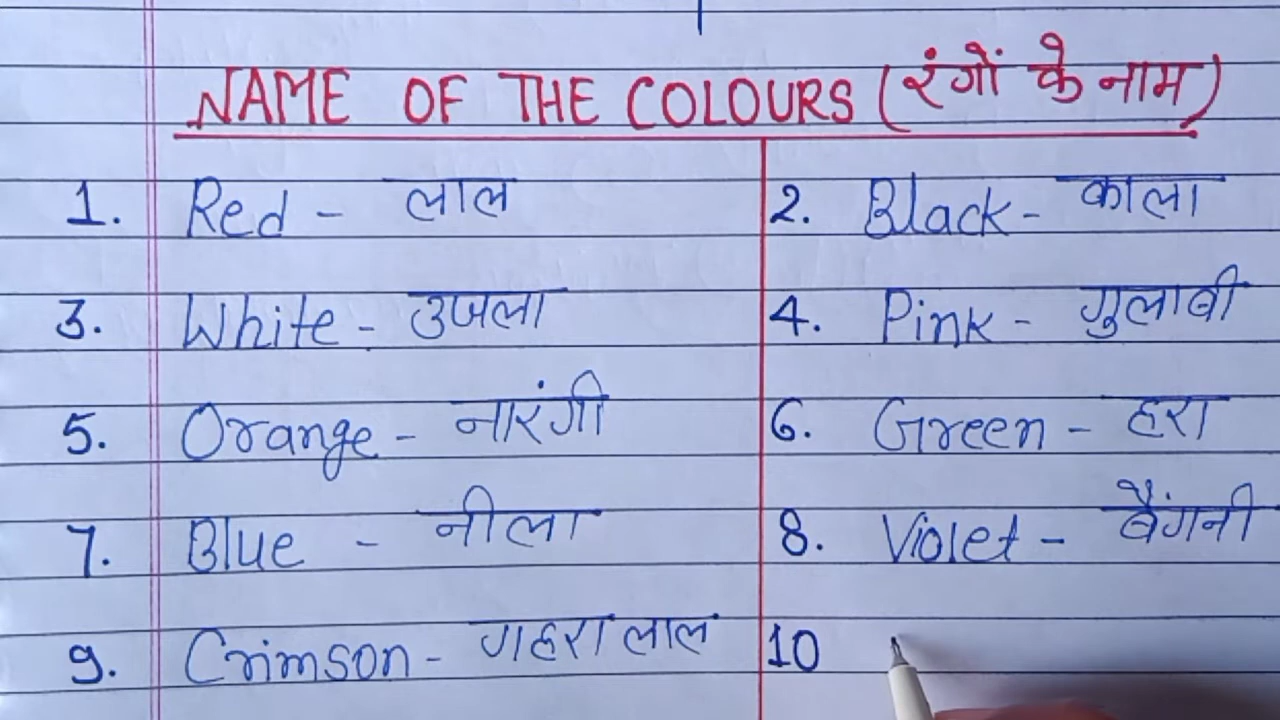 NAME OF THE COLOURS (रंगों के नाम)
1. Red - लाल
2. Black - काला
3. White - उजला
4. Pink - गुलाबी
5. Orange - नारंगी
6. Green - हरा
7. Blue - नीला
8. Violet - बैंगनी
9. Crimson - गहरा लाल
10